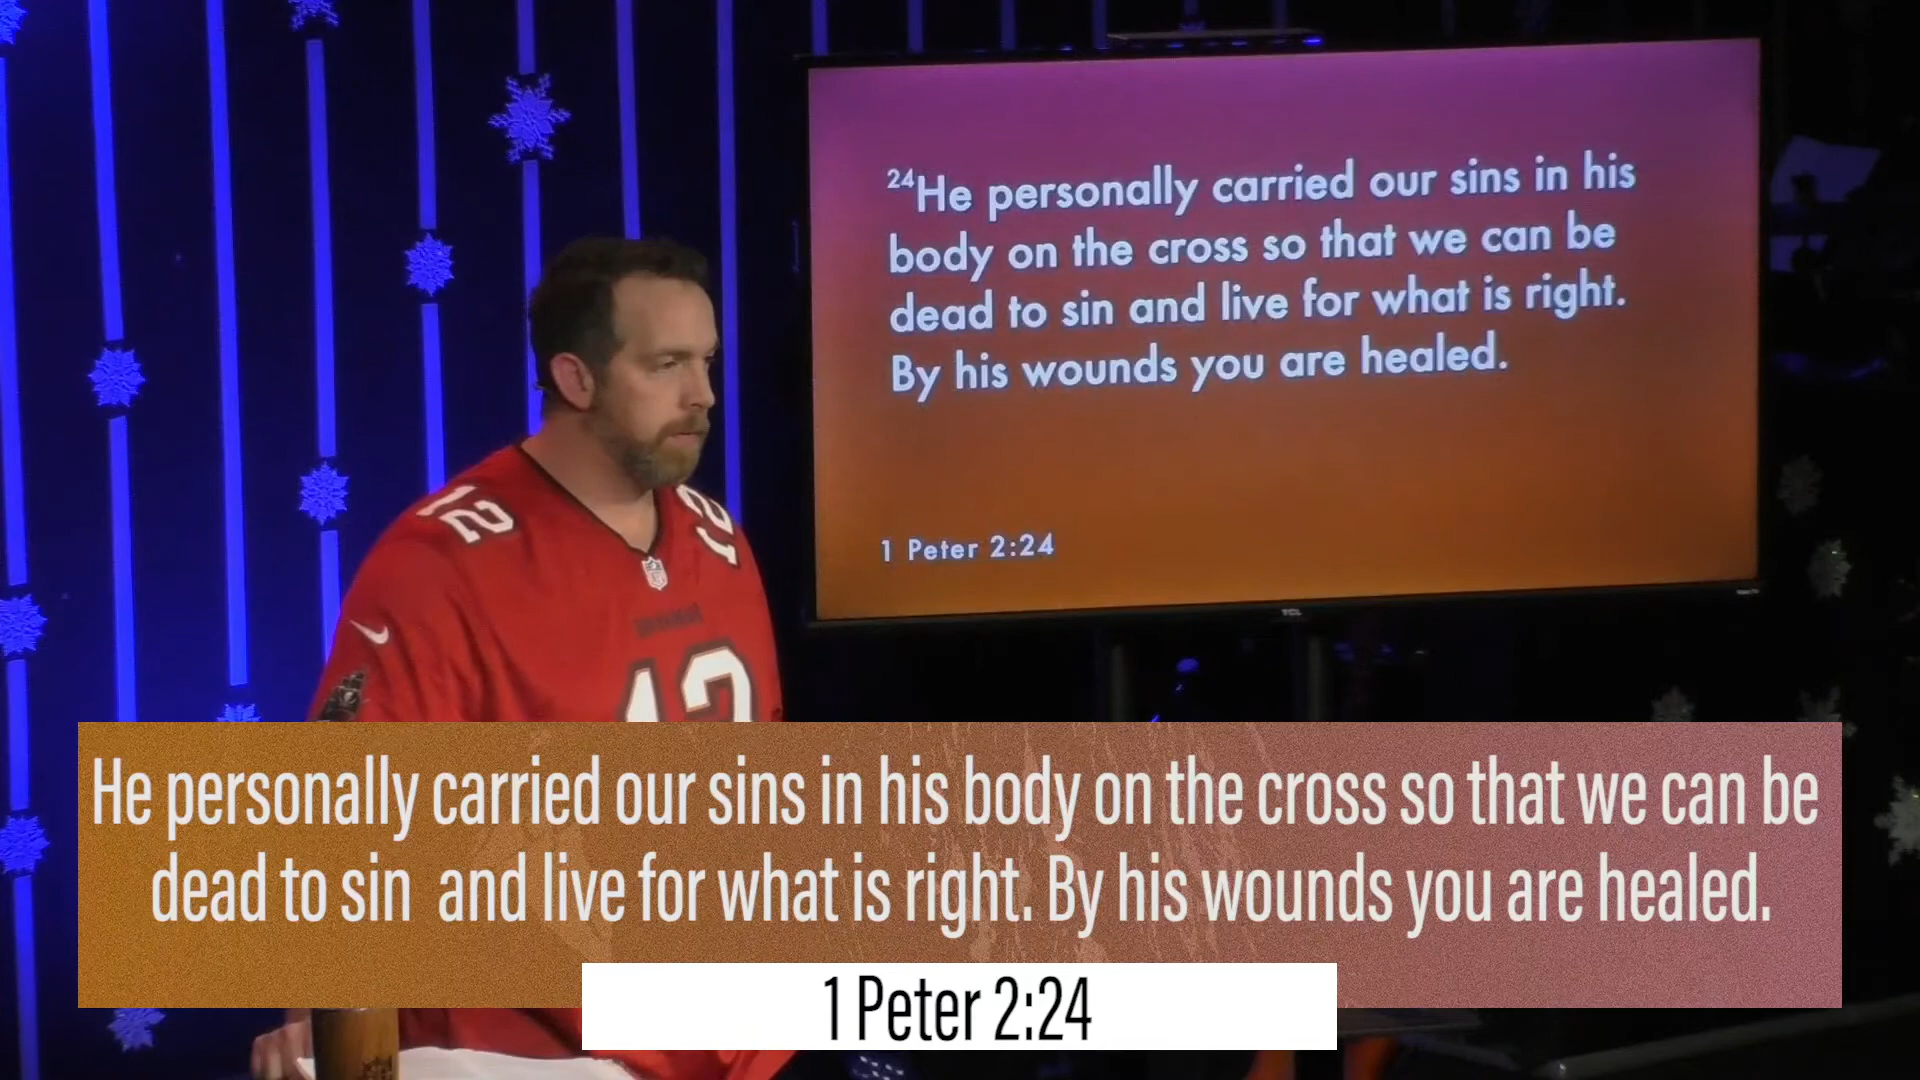 24He personally carried our sins in his
body on the cross so that we can be
dead to sin and live for what is right.
By his wounds you are healed.
1 Peter 2:24
12
12
12
He personally carried our sins in his body on the cross so that we can be
dead to sin and live for what is right. By his wounds you are healed.
1 Peter 2:24